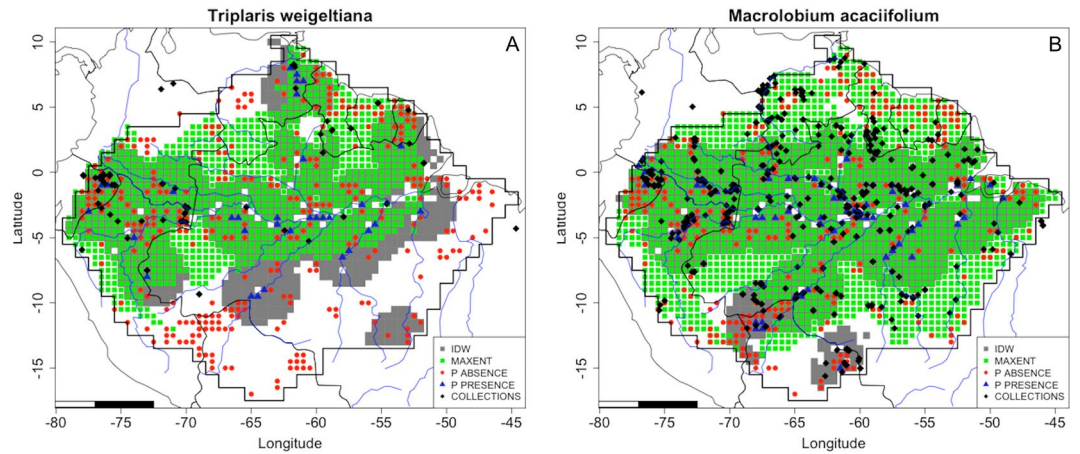 Triplaris weigeltiana
A
10
5
0
-5
-10
-15
Latitude
-80 -75 -70 -65 -60 -55 -50 -45
Longitude
IDW
MAXENT
P ABSENCE
P PRESENCE
COLLECTIONS
Macrolobium acaciifolium
B
10
5
0
-5
-10
-15
Latitude
-80 -75 -70 -65 -60 -55 -50 -45
Longitude
IDW
MAXENT
P ABSENCE
P PRESENCE
COLLECTIONS